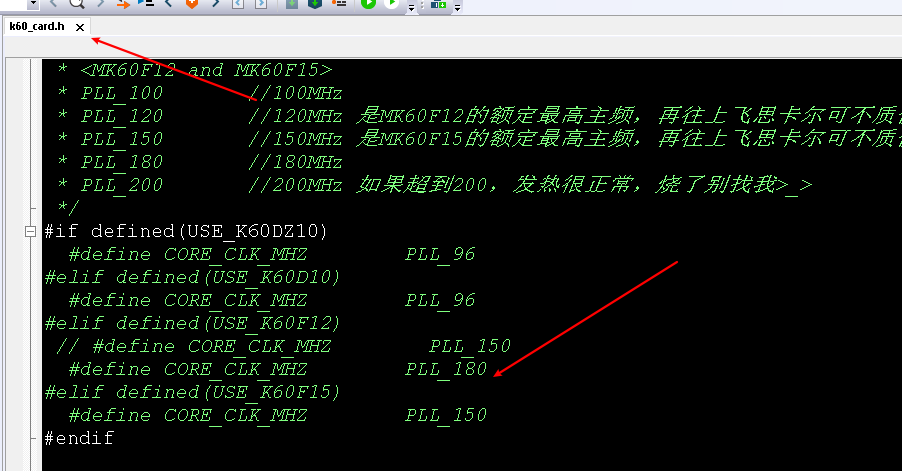 k60_card.h
* <MK60F12 and MK60F15>
* PLL_100 //100MHz
* PLL_120 //120MHz 是MK60F12的额定最高主频，再往上飞思卡尔可不质
* PLL_150 //150MHz 是MK60F15的额定最高主频，再往上飞思卡尔可不质
* PLL_180 //180MHz
* PLL_200 //200MHz 如果超到200，发热很正常，烧了别找我>_>
*/
#if defined(USE_K60DZ10)
#define CORE_CLK_MHZ PLL_96
#elif defined(USE_K60D10)
#define CORE_CLK_MHZ PLL_96
#elif defined(USE_K60F12)
// #define CORE_CLK_MHZ PLL_150
#define CORE_CLK_MHZ PLL_180
#elif defined(USE_K60F15)
#define CORE_CLK_MHZ PLL_150
#endif